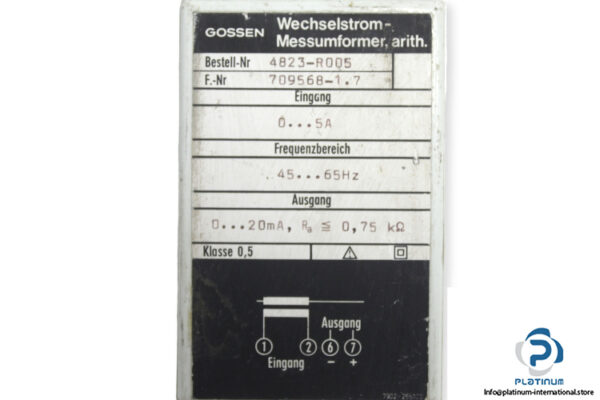 GOSSEN
Wechselstrom-
Messumformer, arith.
Bestell-Nr 4823-R005
F.-Nr 709568-1.7
Eingang
0...5A
Frequenzbereich
45...65Hz
Ausgang
0...20mA, Ra ≦ 0,75 kΩ
Klasse 0,5
Ausgang
1 2 6 7
Eingang - +
PLATINUM
Info@platinum-international.net